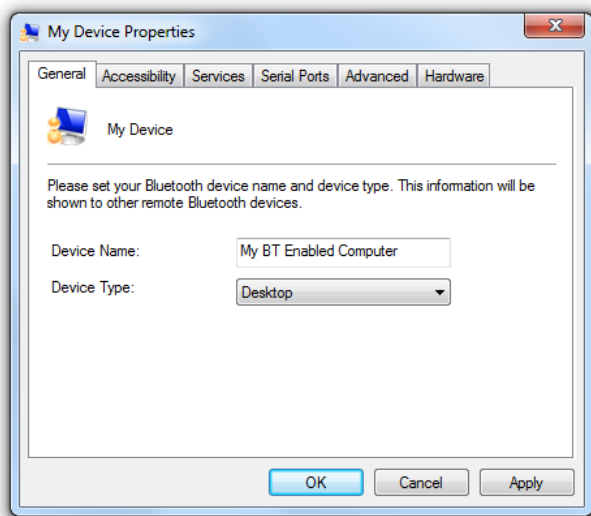 My Device Properties
General Accessibility Services Serial Ports Advanced Hardware
My Device
Please set your Bluetooth device name and device type. This information will be
shown to other remote Bluetooth devices.
Device Name: My BT Enabled Computer
Device Type: Desktop
OK Cancel Apply